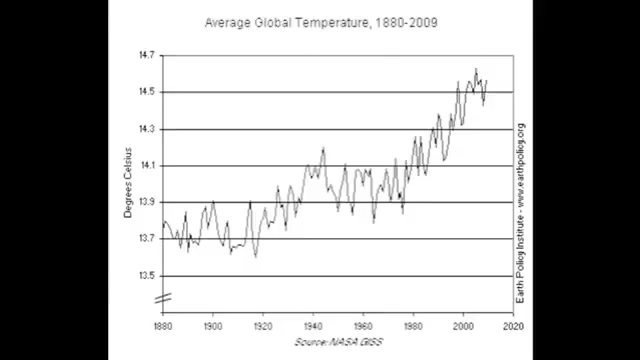 Average Global Temperature, 1880-2009
14.7
14.5
14.3
14.1
13.9
13.7
13.5
Degrees Celsius
1880 1900 1920 1940 1960 1980 2000 2020
Source: NASA GISS
Earth Policy Institute - www.earthpolicy.org